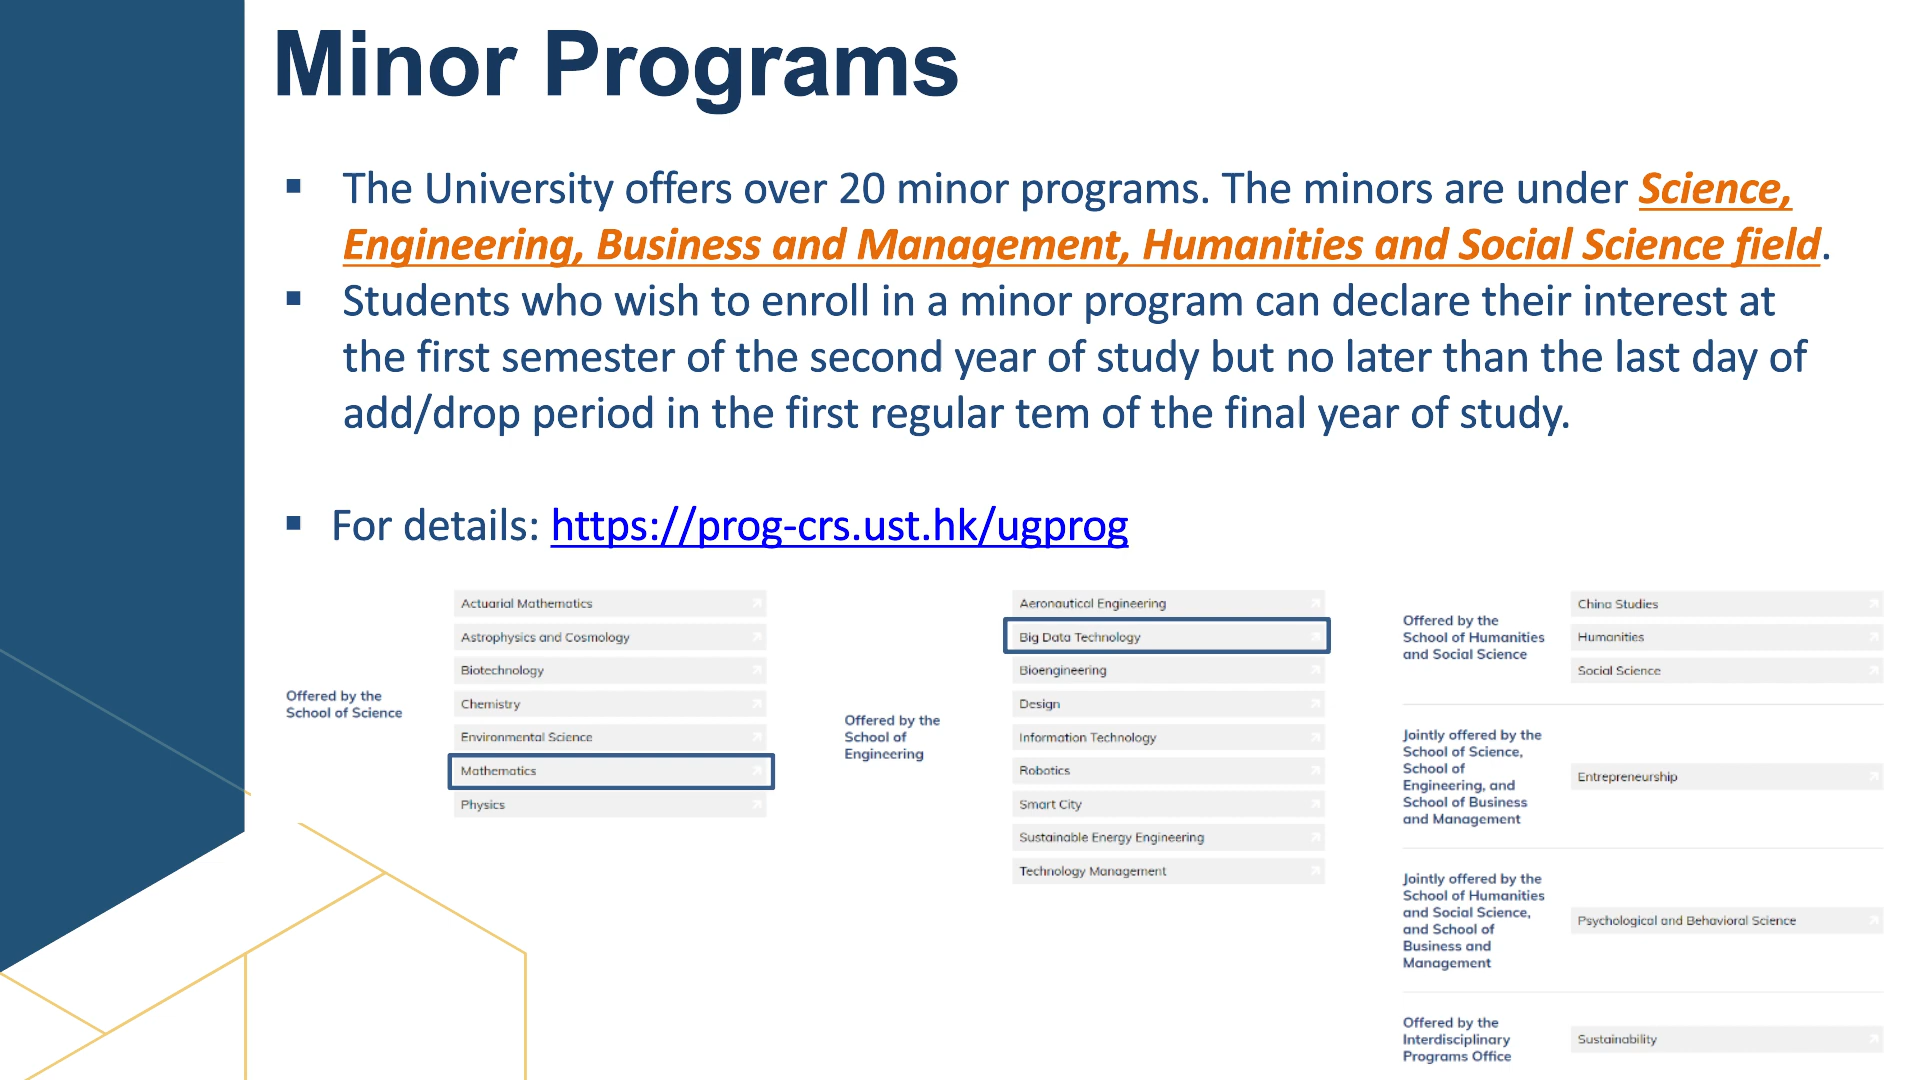 Minor Programs
▪ The University offers over 20 minor programs. The minors are under Science,
Engineering, Business and Management, Humanities and Social Science field.
▪ Students who wish to enroll in a minor program can declare their interest at
the first semester of the second year of study but no later than the last day of
add/drop period in the first regular tem of the final year of study.
▪ For details: https://prog-crs.ust.hk/ugprog
Offered by the
School of Science
Actuarial Mathematics
Astrophysics and Cosmology
Biotechnology
Chemistry
Environmental Science
Mathematics
Physics
Offered by the
School of
Engineering
Aeronautical Engineering
Big Data Technology
Bioengineering
Design
Information Technology
Robotics
Smart City
Sustainable Energy Engineering
Technology Management
Offered by the
School of Humanities
and Social Science
China Studies
Humanities
Social Science
Jointly offered by the
School of Science,
School of
Engineering, and
School of Business
and Management
Entrepreneurship
Jointly offered by the
School of Humanities
and Social Science,
and School of
Business and
Management
Psychological and Behavioral Science
Offered by the
Interdisciplinary
Programs Office
Sustainability